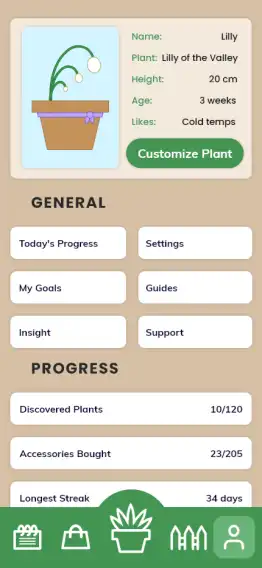 Name: Lilly
Plant: Lilly of the Valley
Height: 20 cm
Age: 3 weeks
Likes: Cold temps
Customize Plant
GENERAL
Today's Progress Settings
My Goals Guides
Insight Support
PROGRESS
Discovered Plants 10/120
Accessories Bought 23/205
Longest Streak 34 days